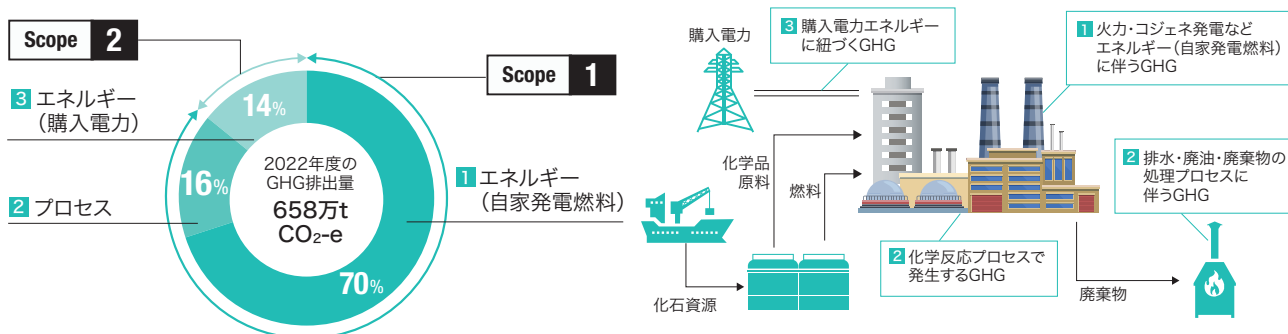 Scope 2
Scope 1
3 エネルギー
（購入電力）
14%
16%
2 プロセス
2022年度の
GHG排出量
658万t
CO₂-e
1 エネルギー
（自家発電燃料）
70%
購入電力
3 購入電力エネルギー
に紐づくGHG
1 火力・コジェネ発電など
エネルギー（自家発電燃料）
に伴うGHG
化学品
原料
燃料
2 排水・廃油・廃棄物の
処理プロセスに
伴うGHG
2 化学反応プロセスで
発生するGHG
化石資源
廃棄物